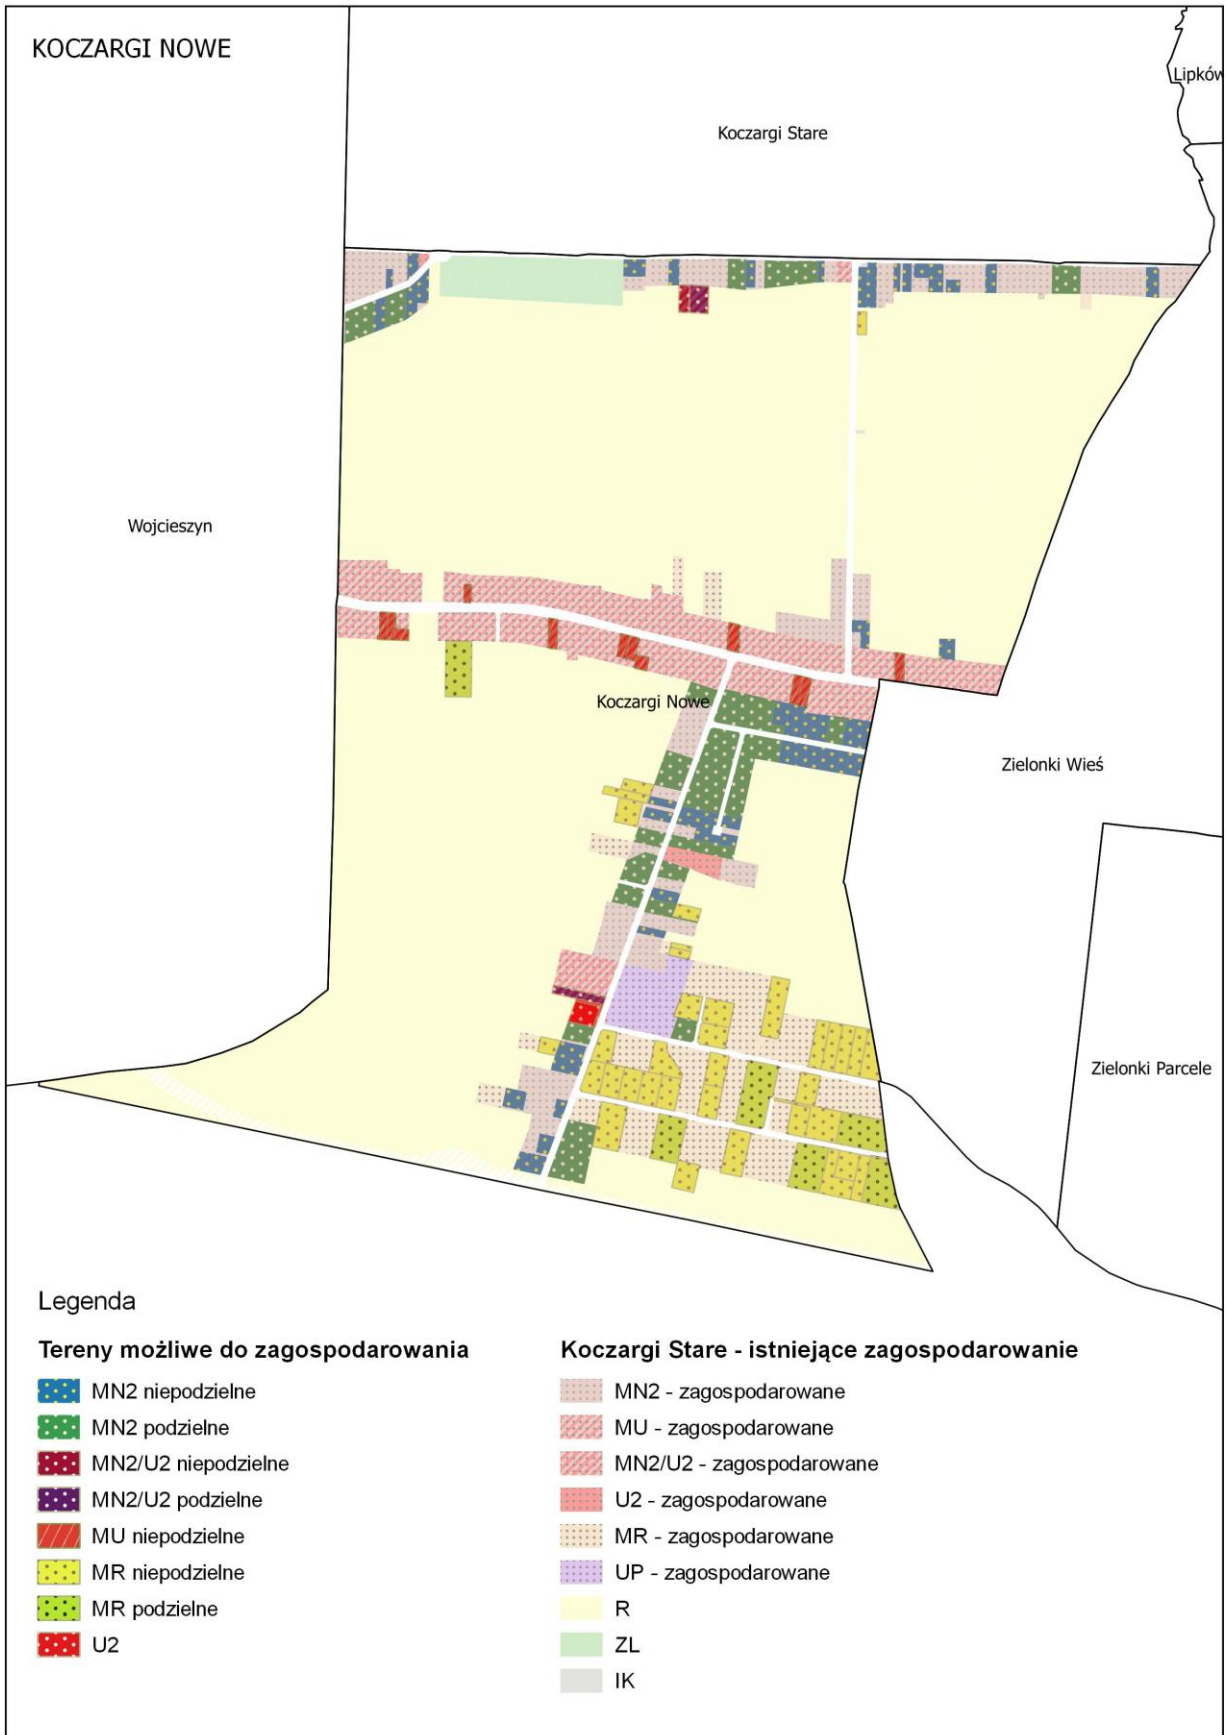 KOCZARGI NOWE
Lipków
Koczargi Stare
Wojcieszyn
Koczargi Nowe
Zielonki Wieś
Zielonki Parcele
Legenda
Tereny możliwe do zagospodarowania
MN2 niepodzielne
MN2 podzielne
MN2/U2 niepodzielne
MN2/U2 podzielne
MU niepodzielne
MR niepodzielne
MR podzielne
U2
Koczargi Stare - istniejące zagospodarowanie
MN2 - zagospodarowane
MU - zagospodarowane
MN2/U2 - zagospodarowane
U2 - zagospodarowane
MR - zagospodarowane
UP - zagospodarowane
R
ZL
IK